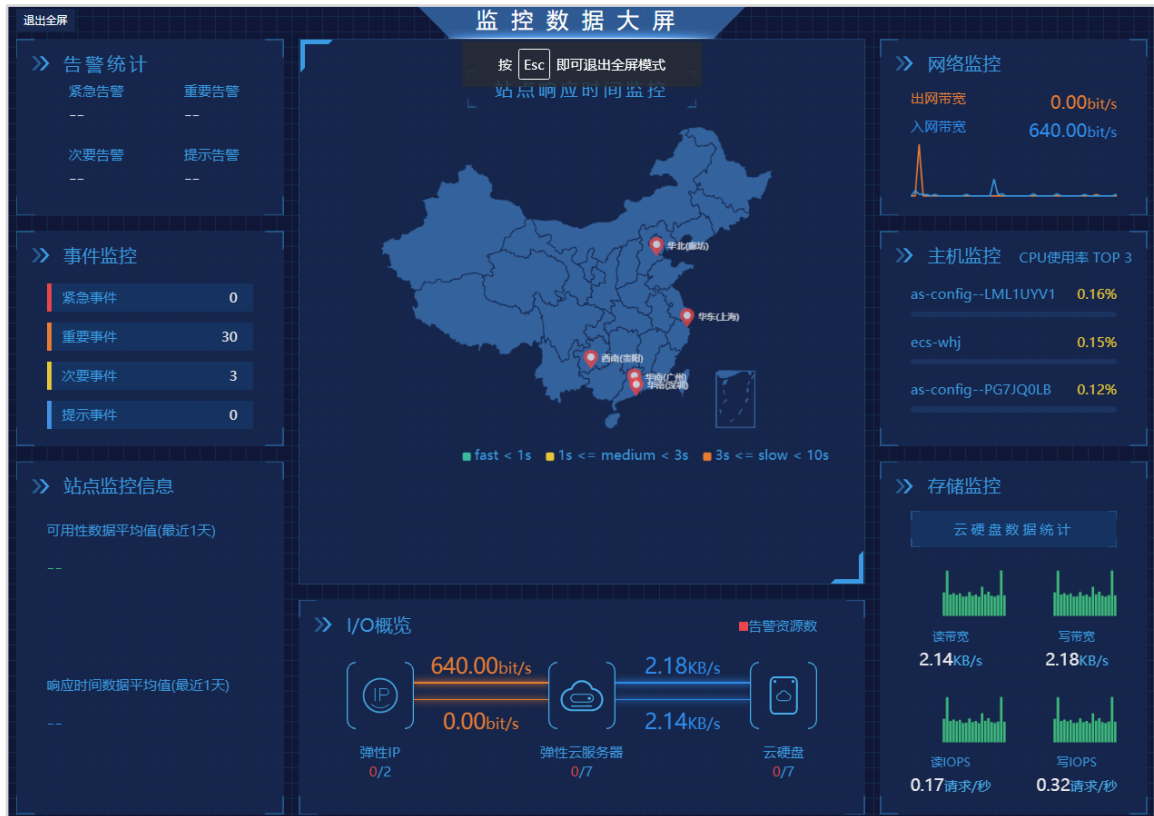 退出全屏
监控数据大屏
按 Esc 即可退出全屏模式
告警统计
紧急告警 重要告警
-- --
次要告警 提示告警
-- --
事件监控
紧急事件 0
重要事件 30
次要事件 3
提示事件 0
站点监控信息
可用性数据平均值(最近1天)
--
响应时间数据平均值(最近1天)
--
站点响应时间监控
华北(廊坊)
华东(上海)
西南(贵阳)
华南(广州)
华南(深圳)
fast < 1s 1s <= medium < 3s 3s <= slow < 10s
I/O概览
告警资源数
640.00bit/s 2.18KB/s
IP
0.00bit/s 2.14KB/s
弹性IP 弹性云服务器 云硬盘
0/2 0/7 0/7
网络监控
出网带宽 0.00bit/s
入网带宽 640.00bit/s
主机监控 CPU使用率 TOP 3
as-config--LML1UYV1 0.16%
ecs-whj 0.15%
as-config--PG7JQ0LB 0.12%
存储监控
云硬盘数据统计
读带宽 写带宽
2.14KB/s 2.18KB/s
读IOPS 写IOPS
0.17请求/秒 0.32请求/秒